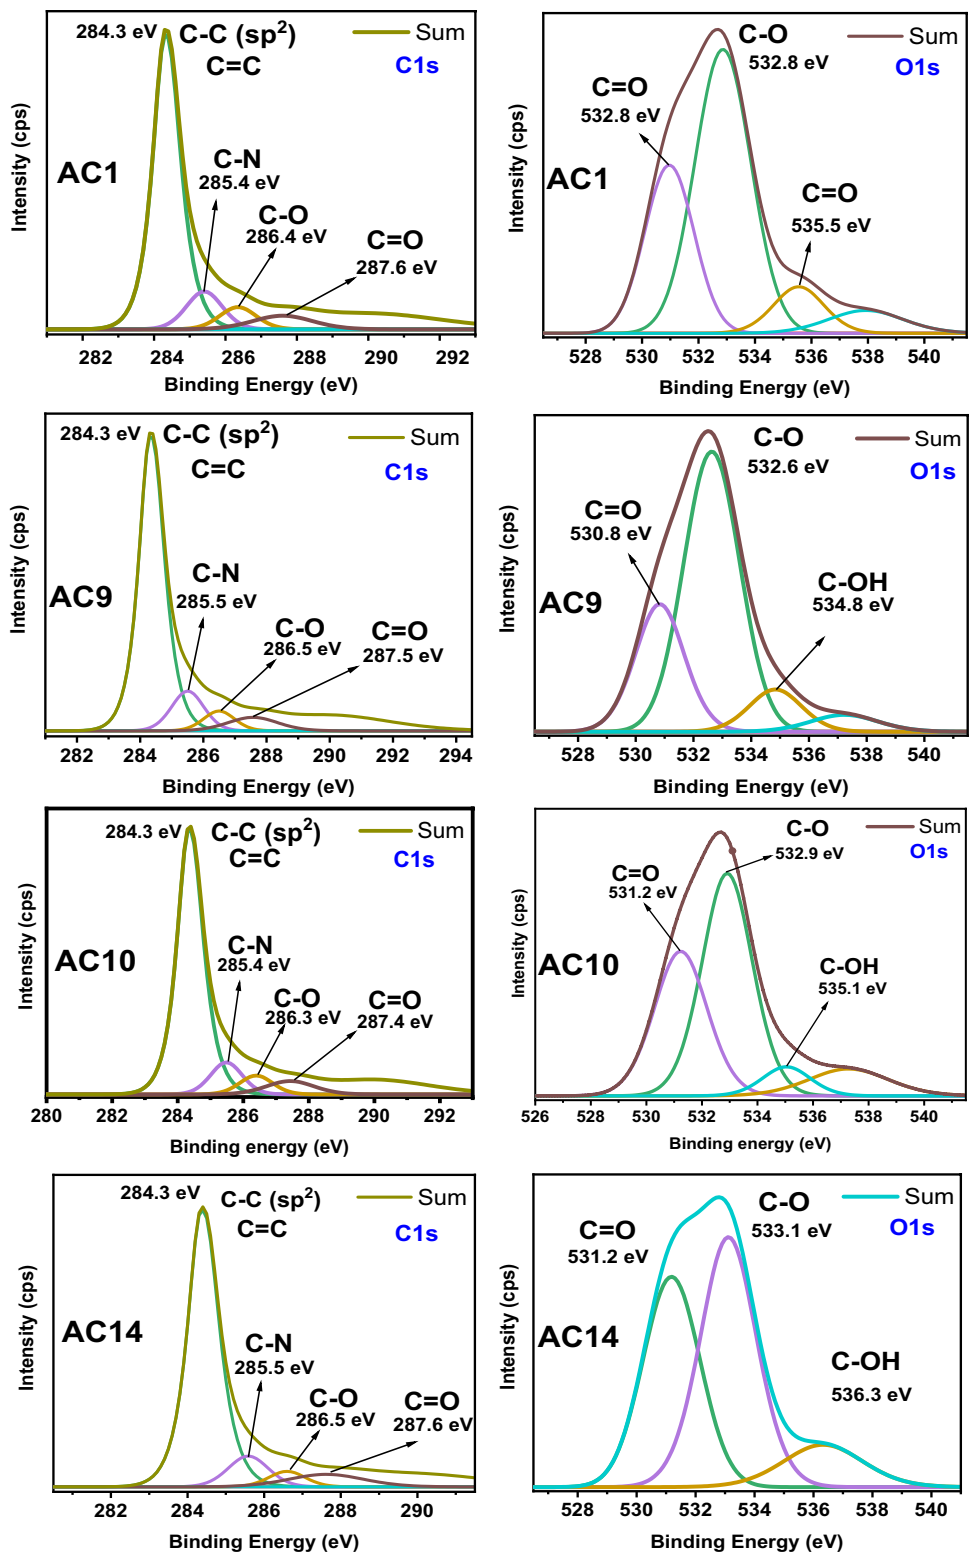 284.3 eV
C-C (sp²)
C=C
Sum
C1s
AC1
C-N
285.4 eV
C-O
286.4 eV
C=O
287.6 eV
Intensity (cps)
282 284 286 288 290 292
Binding Energy (eV)
C-O
532.8 eV
Sum
O1s
C=O
532.8 eV
AC1
C=O
535.5 eV
Intensity (cps)
528 530 532 534 536 538 540
Binding Energy (eV)
284.3 eV
C-C (sp²)
C=C
Sum
C1s
AC9
C-N
285.5 eV
C-O
286.5 eV
C=O
287.5 eV
Intensity (cps)
282 284 286 288 290 292 294
Binding Energy (eV)
C-O
532.6 eV
Sum
O1s
C=O
530.8 eV
AC9
C-OH
534.8 eV
Intensity (cps)
528 530 532 534 536 538 540
Binding Energy (eV)
284.3 eV
C-C (sp²)
C=C
Sum
C1s
AC10
C-N
285.4 eV
C-O
286.3 eV
C=O
287.4 eV
Intensity (cps)
280 282 284 286 288 290 292
Binding energy (eV)
C-O
532.9 eV
Sum
O1s
C=O
531.2 eV
AC10
C-OH
535.1 eV
Intensity (cps)
526 528 530 532 534 536 538 540
Binding energy (eV)
284.3 eV
C-C (sp²)
C=C
Sum
C1s
AC14
C-N
285.5 eV
C-O
286.5 eV
C=O
287.6 eV
Intensity (cps)
282 284 286 288 290
Binding Energy (eV)
C-O
533.1 eV
Sum
O1s
C=O
531.2 eV
AC14
C-OH
536.3 eV
Intensity (cps)
528 530 532 534 536 538 540
Binding Energy (eV)